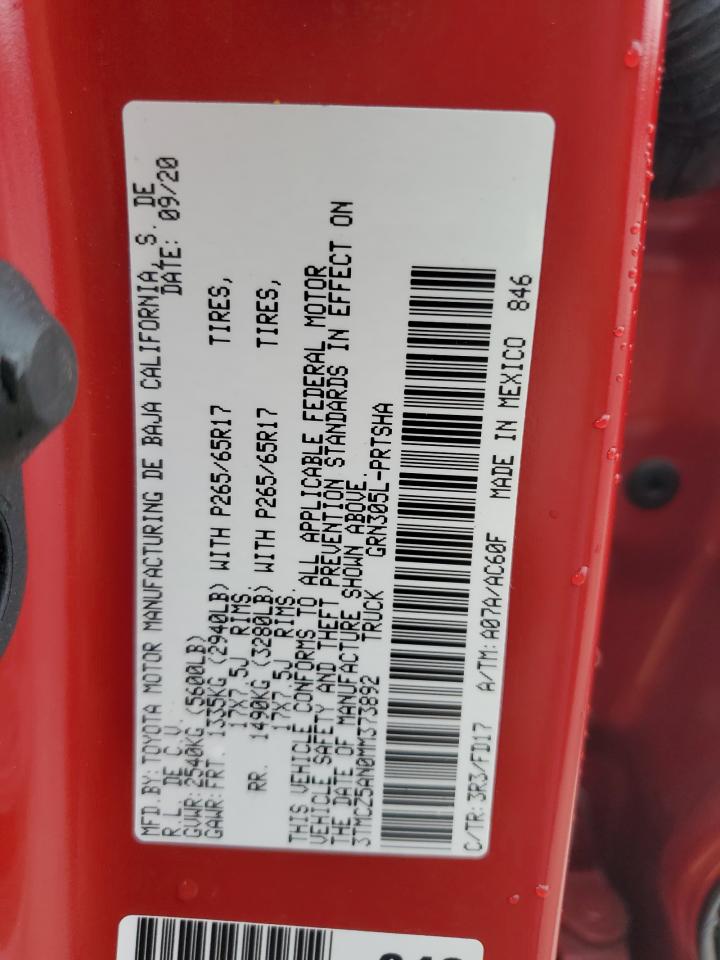 MFD.BY:TOYOTA MOTOR MANUFACTURING DE BAJA CALIFORNIA, S. DE
R.L. DE C.V. DATE: 09/20
GVWR:2540KG (5600LB)
GAWR:FRT. 1335KG (2940LB) WITH P265/65R17 TIRES,
17X7.5J RIMS.
RR. 1490KG (3280LB) WITH P265/65R17 TIRES,
17X7.5J RIMS.
THIS VEHICLE CONFORMS TO ALL APPLICABLE FEDERAL MOTOR
VEHICLE SAFETY AND THEFT PREVENTION STANDARDS IN EFFECT ON
THE DATE OF MANUFACTURE SHOWN ABOVE.
3TMCZ5AN0MM373892 TRUCK GRN305L-PRTSHA
C/TR:3R3/FD17 A/TM:A07A/AC60F MADE IN MEXICO 846